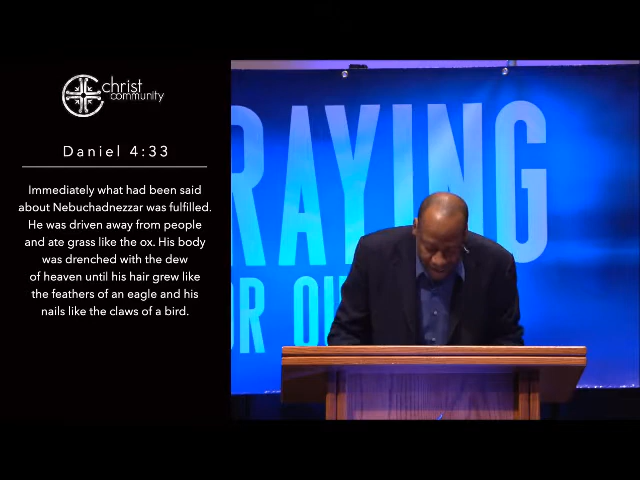 christ
community
Daniel 4:33
Immediately what had been said
about Nebuchadnezzar was fulfilled.
He was driven away from people
and ate grass like the ox. His body
was drenched with the dew
of heaven until his hair grew like
the feathers of an eagle and his
nails like the claws of a bird.
RAYING
OR OU